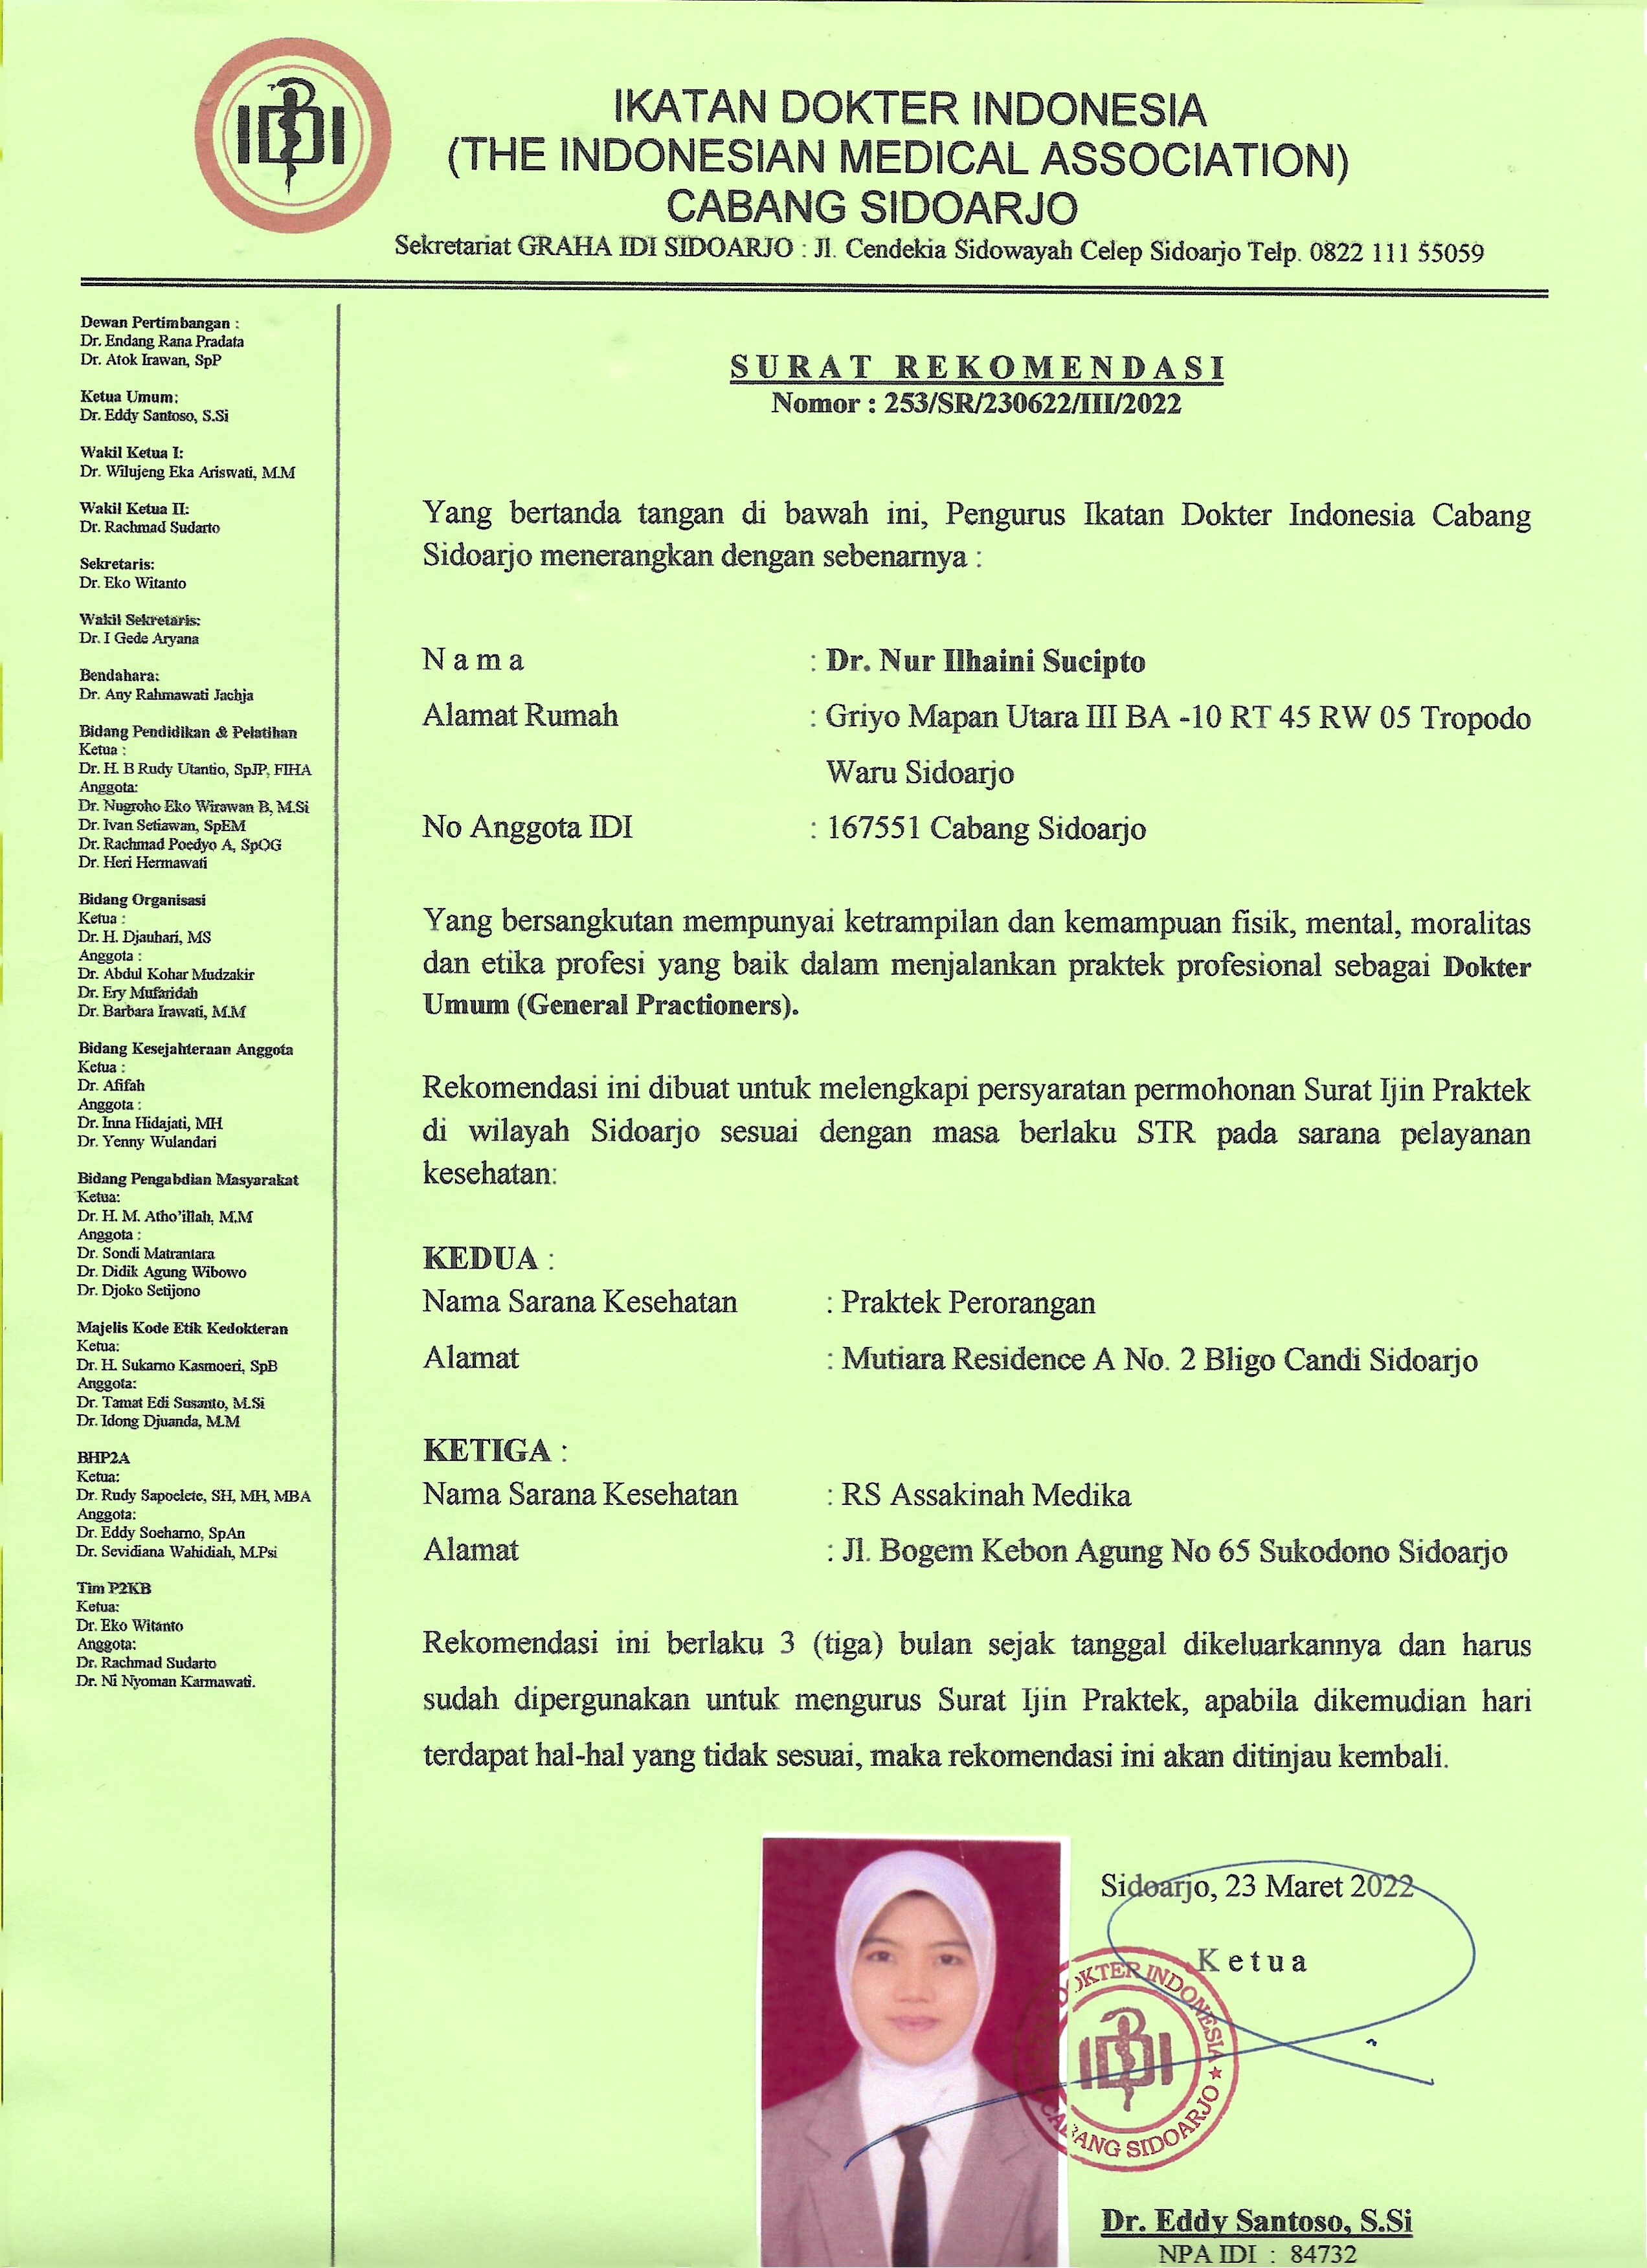 IDI
IKATAN DOKTER INDONESIA
(THE INDONESIAN MEDICAL ASSOCIATION)
CABANG SIDOARJO
Sekretariat GRAHA IDI SIDOARJO : Jl. Cendekia Sidowayah Celep Sidoarjo Telp. 0822 111 55059
Dewan Pertimbangan :
Dr. Endang Rana Pradata
Dr. Atok Irawan, SpP
Ketua Umum:
Dr. Eddy Santoso, S.Si
Wakil Ketua I:
Dr. Wilujeng Eka Ariswati, M.M
Wakil Ketua II:
Dr. Rachmad Sudarto
Sekretaris:
Dr. Eko Witanto
Wakil Sekretaris:
Dr. I Gede Aryana
Bendahara:
Dr. Any Rahmawati Jachja
Bidang Pendidikan & Pelatihan
Ketua :
Dr. H. B Rudy Utantio, SpJP, FIHA
Anggota:
Dr. Nugroho Eko Wirawan B, M.Si
Dr. Ivan Setiawan, SpEM
Dr. Rachmad Poedyo A, SpOG
Dr. Heri Hermawati
Bidang Organisasi
Ketua :
Dr. H. Djauhari, MS
Anggota :
Dr. Abdul Kohar Mudzakir
Dr. Ery Mufaridah
Dr. Barbara Irawati, M.M
Bidang Kesejahteraan Anggota
Ketua :
Dr. Afifah
Anggota :
Dr. Inna Hidajati, MH
Dr. Yenny Wulandari
Bidang Pengabdian Masyarakat
Ketua:
Dr. H. M. Atho'illah, M.M
Anggota :
Dr. Sondi Matrantara
Dr. Didik Agung Wibowo
Dr. Djoko Setijono
Majelis Kode Etik Kedokteran
Ketua:
Dr. H. Sukarno Kasmoeri, SpB
Anggota:
Dr. Tamat Edi Susanto, M.Si
Dr. Idong Djuanda, M.M
BHP2A
Ketua:
Dr. Rudy Sapoelete, SH, MH, MBA
Anggota:
Dr. Eddy Soeharno, SpAn
Dr. Sevidiana Wahidiah, M.Psi
Tim P2KB
Ketua:
Dr. Eko Witanto
Anggota:
Dr. Rachmad Sudarto
Dr. Ni Nyoman Karmawati.
SURAT REKOMENDASI
Nomor : 253/SR/230622/III/2022
Yang bertanda tangan di bawah ini, Pengurus Ikatan Dokter Indonesia Cabang
Sidoarjo menerangkan dengan sebenarnya :
Nama : Dr. Nur Ilhaini Sucipto
Alamat Rumah : Griyo Mapan Utara III BA -10 RT 45 RW 05 Tropodo
Waru Sidoarjo
No Anggota IDI : 167551 Cabang Sidoarjo
Yang bersangkutan mempunyai ketrampilan dan kemampuan fisik, mental, moralitas
dan etika profesi yang baik dalam menjalankan praktek profesional sebagai Dokter
Umum (General Practioners).
Rekomendasi ini dibuat untuk melengkapi persyaratan permohonan Surat Ijin Praktek
di wilayah Sidoarjo sesuai dengan masa berlaku STR pada sarana pelayanan
kesehatan:
KEDUA :
Nama Sarana Kesehatan : Praktek Perorangan
Alamat : Mutiara Residence A No. 2 Bligo Candi Sidoarjo
KETIGA :
Nama Sarana Kesehatan : RS Assakinah Medika
Alamat : Jl. Bogem Kebon Agung No 65 Sukodono Sidoarjo
Rekomendasi ini berlaku 3 (tiga) bulan sejak tanggal dikeluarkannya dan harus
sudah dipergunakan untuk mengurus Surat Ijin Praktek, apabila dikemudian hari
terdapat hal-hal yang tidak sesuai, maka rekomendasi ini akan ditinjau kembali.
Sidoarjo, 23 Maret 2022
Ketua
DOKTER INDONESIA
IDI
CABANG SIDOARJO
Dr. Eddy Santoso, S.Si
NPA IDI : 84732